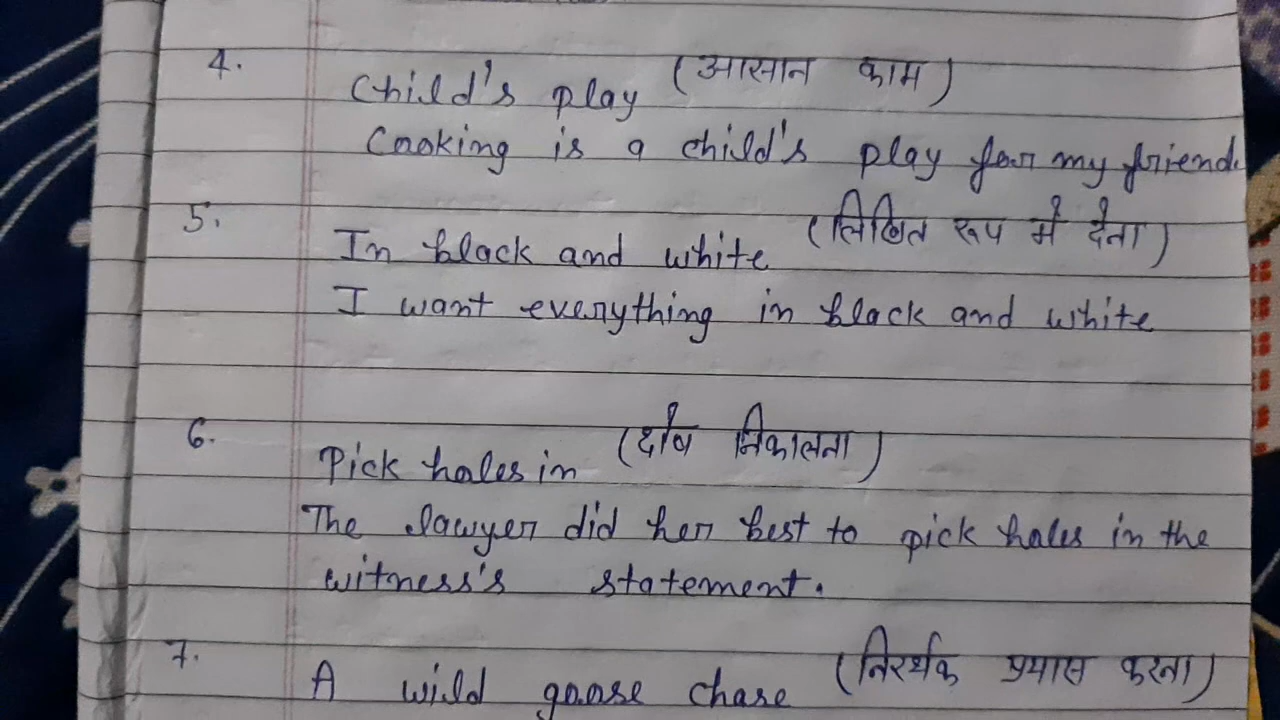 4.
Child's play (आसान काम)
Cooking is a child's play for my friend.
5.
In black and white (लिखित रूप में देना)
I want everything in black and white
6.
Pick holes in (दोष निकालना)
The lawyer did her best to pick holes in the
witness's statement.
7.
A wild goose chase (निरर्थक प्रयास करना)